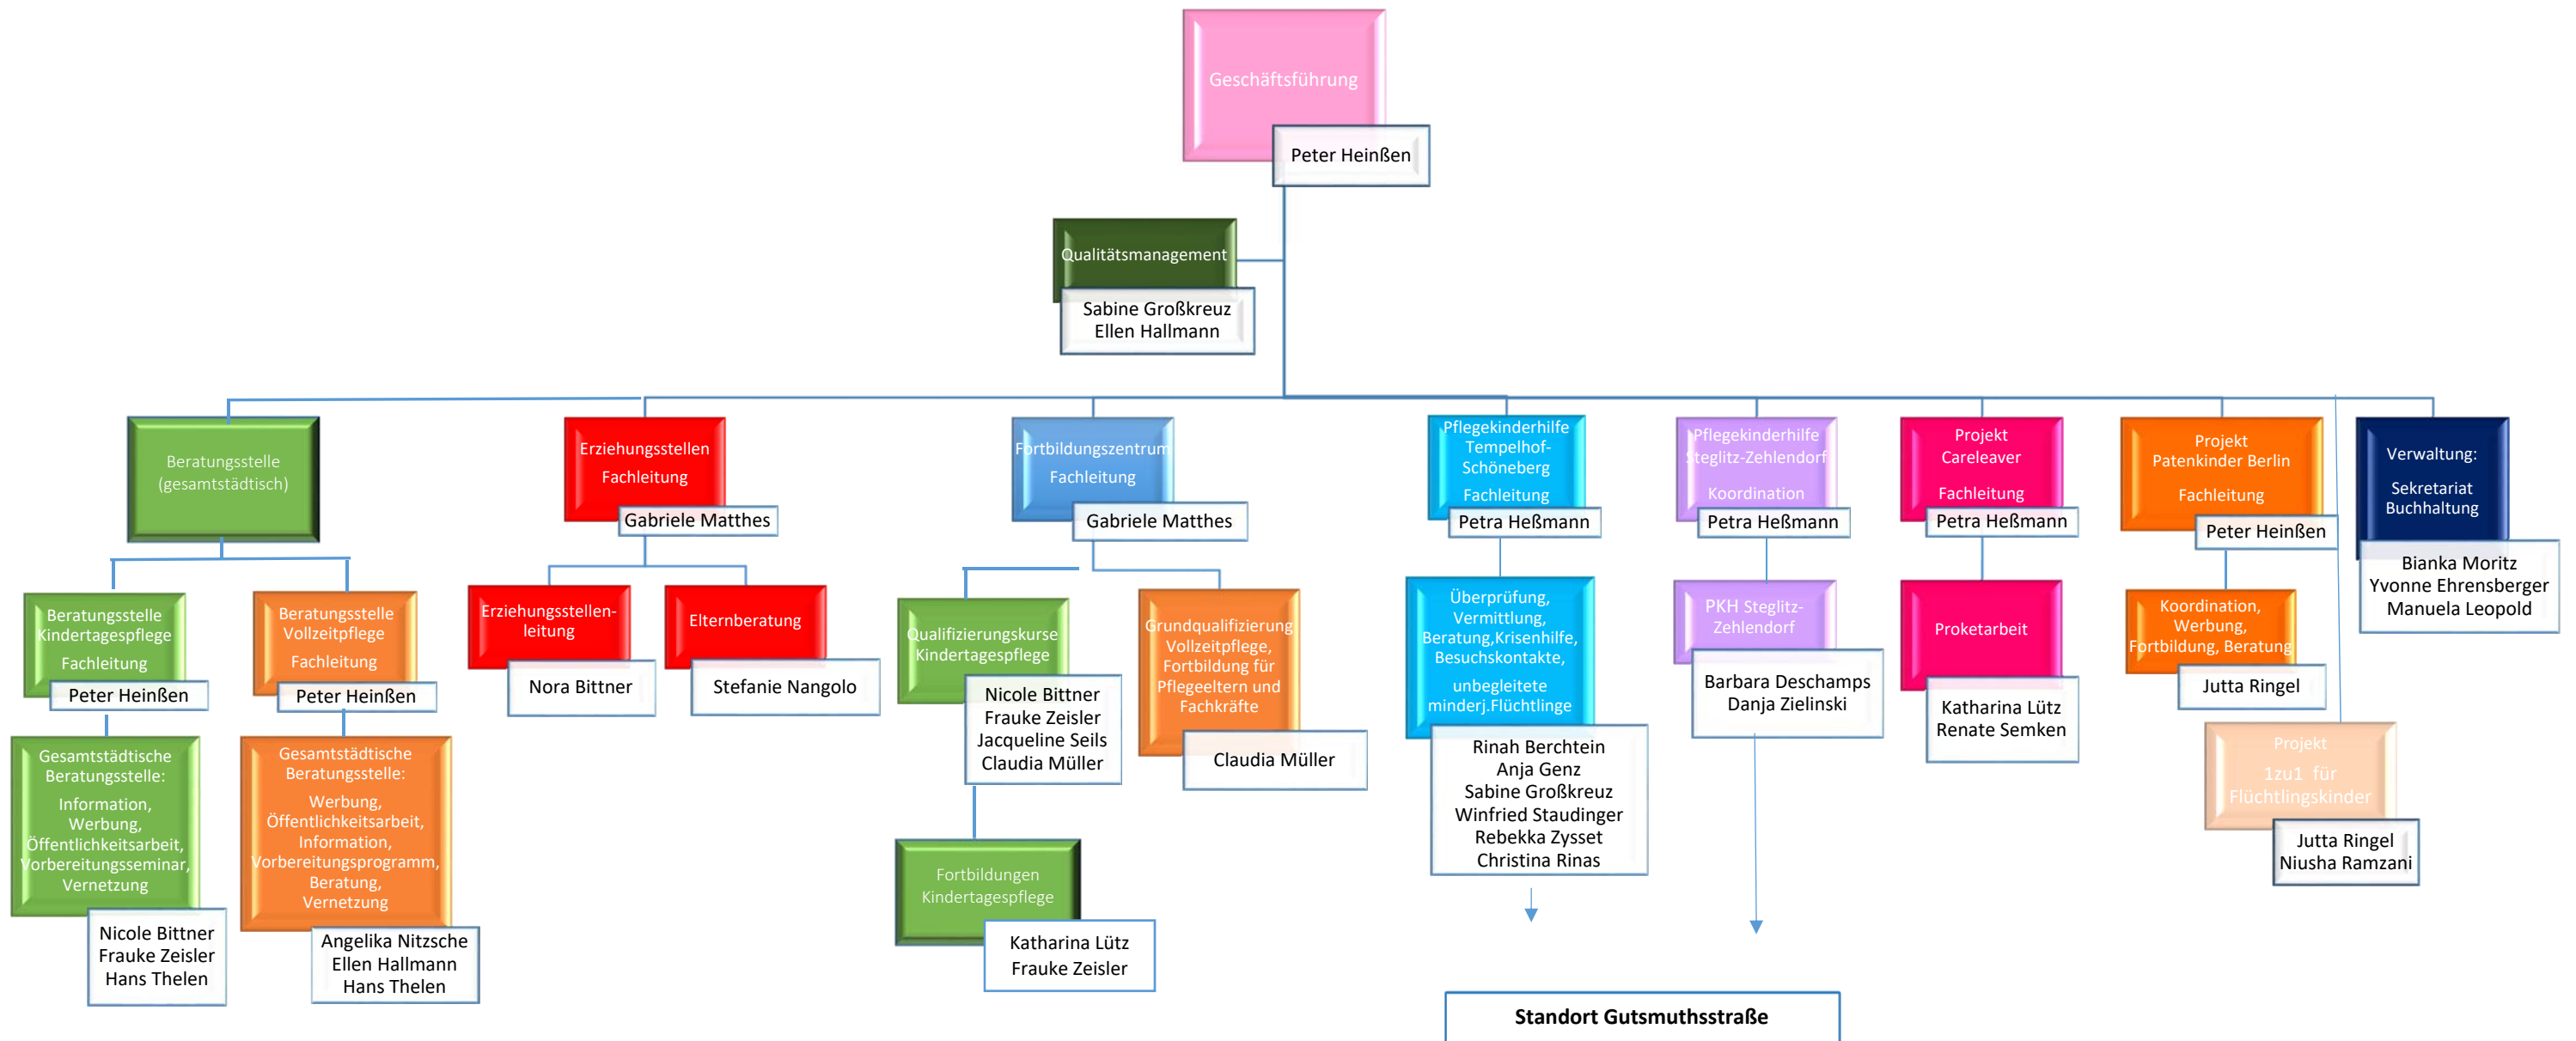 Geschäftsführung
Peter Heinßen
Qualitätsmanagement
Sabine Großkreuz
Ellen Hallmann
Beratungsstelle
(gesamtstädtisch)
Beratungsstelle
Kindertagespflege
Fachleitung
Peter Heinßen
Gesamtstädtische
Beratungsstelle:
Information,
Werbung,
Öffentlichkeitsarbeit,
Vorbereitungsseminar,
Vernetzung
Nicole Bittner
Frauke Zeisler
Hans Thelen
Beratungsstelle
Vollzeitpflege
Fachleitung
Peter Heinßen
Gesamtstädtische
Beratungsstelle:
Werbung,
Öffentlichkeitsarbeit,
Information,
Vorbereitungsprogramm,
Beratung,
Vernetzung
Angelika Nitzsche
Ellen Hallmann
Hans Thelen
Erziehungsstellen
Fachleitung
Gabriele Matthes
Erziehungsstellen-
leitung
Nora Bittner
Elternberatung
Stefanie Nangolo
Fortbildungszentrum
Fachleitung
Gabriele Matthes
Qualifizierungskurse
Kindertagespflege
Nicole Bittner
Frauke Zeisler
Jacqueline Seils
Claudia Müller
Fortbildungen
Kindertagespflege
Katharina Lütz
Frauke Zeisler
Grundqualifizierung
Vollzeitpflege,
Fortbildung für
Pflegeeltern und
Fachkräfte
Claudia Müller
Pflegekinderhilfe
Tempelhof-
Schöneberg
Fachleitung
Petra Heßmann
Überprüfung,
Vermittlung,
Beratung,Krisenhilfe,
Besuchskontakte,
unbegleitete
minderj.Flüchtlinge
Rinah Berchtein
Anja Genz
Sabine Großkreuz
Winfried Staudinger
Rebekka Zysset
Christina Rinas
Pflegekinderhilfe
Steglitz-Zehlendorf
Koordination
Petra Heßmann
PKH Steglitz-
Zehlendorf
Barbara Deschamps
Danja Zielinski
Standort Gutsmuthsstraße
Projekt
Careleaver
Fachleitung
Petra Heßmann
Proketarbeit
Katharina Lütz
Renate Semken
Projekt
Patenkinder Berlin
Fachleitung
Peter Heinßen
Koordination,
Werbung,
Fortbildung, Beratung
Jutta Ringel
Projekt
1zu1 für
Flüchtlingskinder
Jutta Ringel
Niusha Ramzani
Verwaltung:
Sekretariat
Buchhaltung
Bianka Moritz
Yvonne Ehrensberger
Manuela Leopold